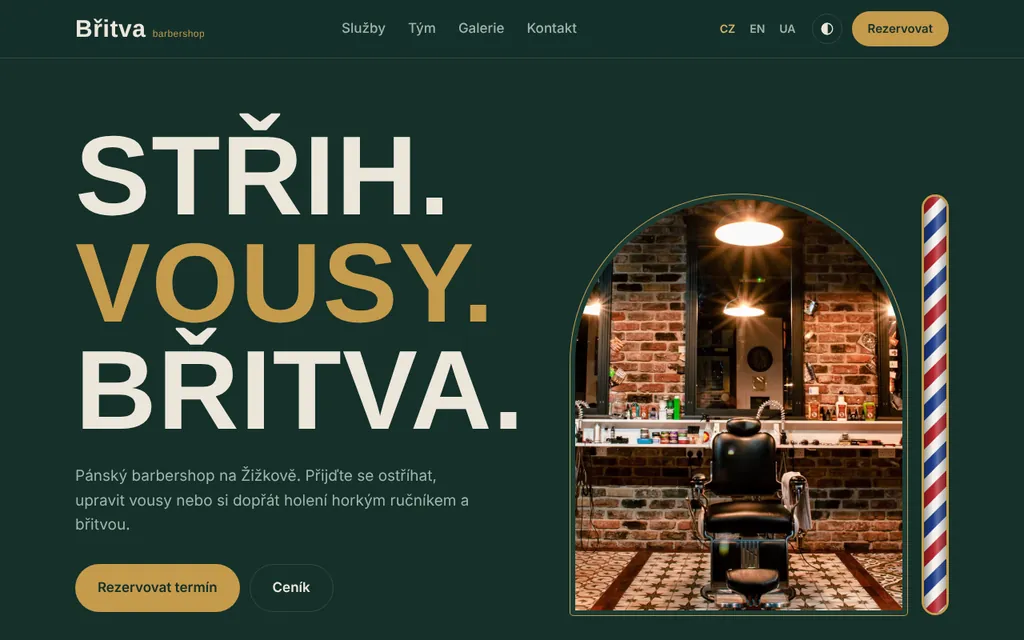 Břitva barbershop
Služby Tým Galerie Kontakt
CZ EN UA
Rezervovat
STŘIH.
VOUSY.
BŘITVA.
Pánský barbershop na Žižkově. Přijďte se ostříhat,
upravit vousy nebo si dopřát holení horkým ručníkem a
břitvou.
Rezervovat termín
Ceník